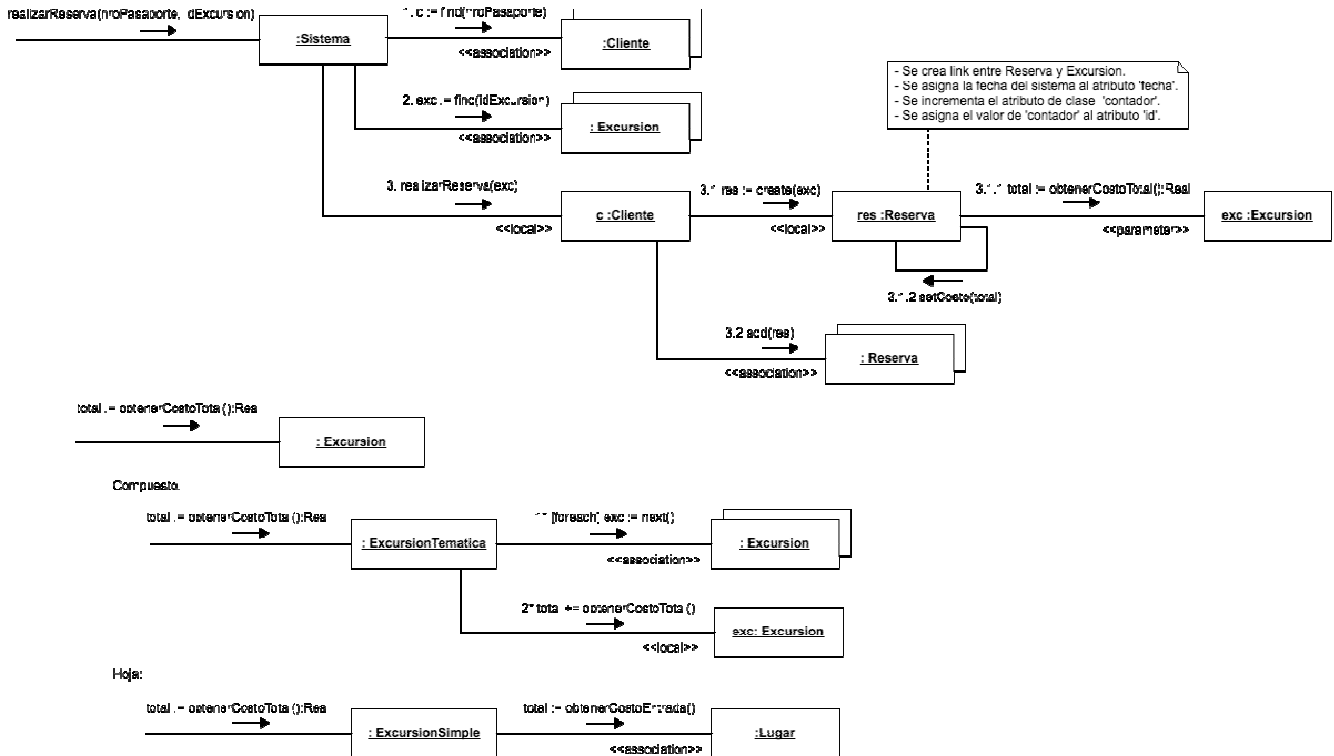 realizarReserva(nroPasaporte, idExcursion)
:Sistema
1. c := find(nroPasaporte)
<<association>>
:Cliente
2. exc := find(idExcursion)
<<association>>
: Excursion
- Se crea link entre Reserva y Excursion.
- Se asigna la fecha del sistema al atributo 'fecha'.
- Se incrementa el atributo de clase 'contador'.
- Se asigna el valor de 'contador' al atributo 'id'.
3. realizarReserva(exc)
<<local>>
c :Cliente
3.1 res := create(exc)
<<local>>
res :Reserva
3.1.1 total := obtenerCostoTotal():Real
<<parameter>>
exc :Excursion
3.1.2 setCosto(total)
3.2 add(res)
<<association>>
: Reserva
total := obtenerCostoTotal():Real
: Excursion
Compuesto:
total := obtenerCostoTotal():Real
: ExcursionTematica
1* [foreach] exc := next()
<<association>>
: Excursion
2* total += obtenerCostoTotal()
<<local>>
exc: Excursion
Hoja:
total := obtenerCostoTotal():Real
: ExcursionSimple
total := obtenerCostoEntrada()
<<association>>
:Lugar